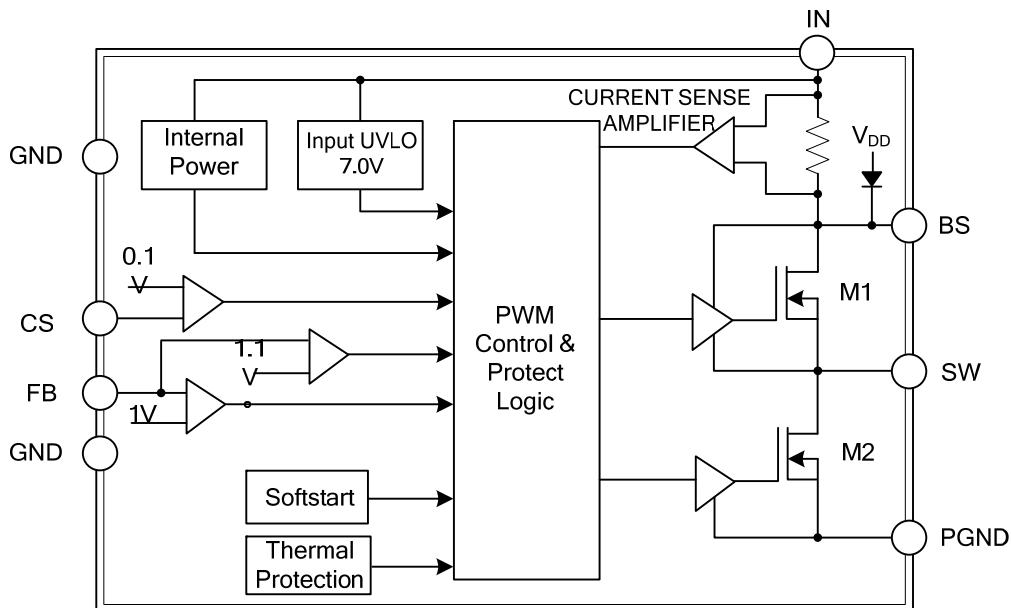 IN
CURRENT SENSE
AMPLIFIER
Internal
Power
Input UVLO
7.0V
GND
VDD
BS
0.1
V
CS
M1
PWM
Control &
Protect
Logic
1.1
V
SW
FB
1V
GND
M2
Softstart
Thermal
Protection
PGND